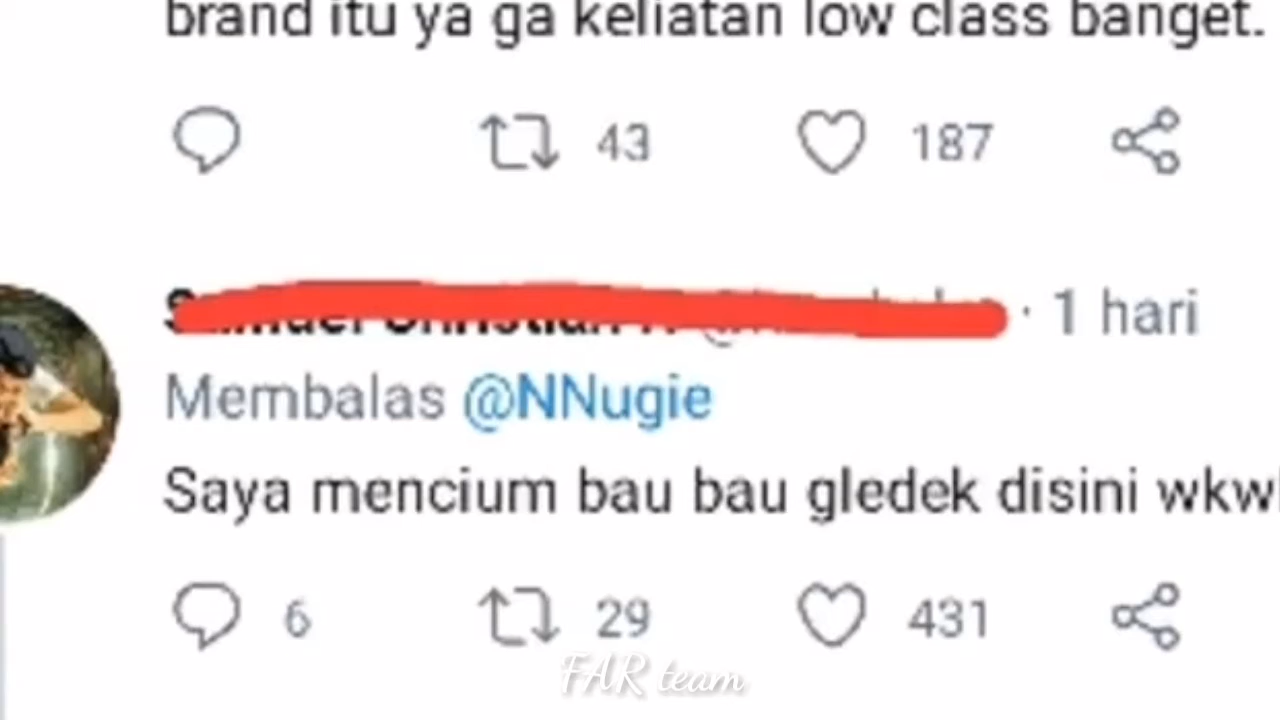 brand itu ya ga keliatan low class banget.
43 187
· 1 hari
Membalas @NNugie
Saya mencium bau bau gledek disini
6 29 431
FAR team